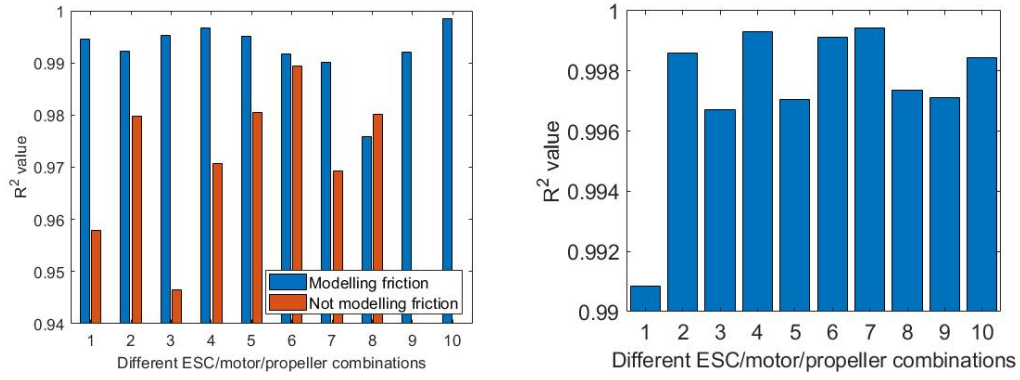 1
0.99
0.98
0.97
0.96
0.95
0.94
R² value
Modelling friction
Not modelling friction
1 2 3 4 5 6 7 8 9 10
Different ESC/motor/propeller combinations
1
0.998
0.996
0.994
0.992
0.99
R² value
1 2 3 4 5 6 7 8 9 10
Different ESC/motor/propeller combinations